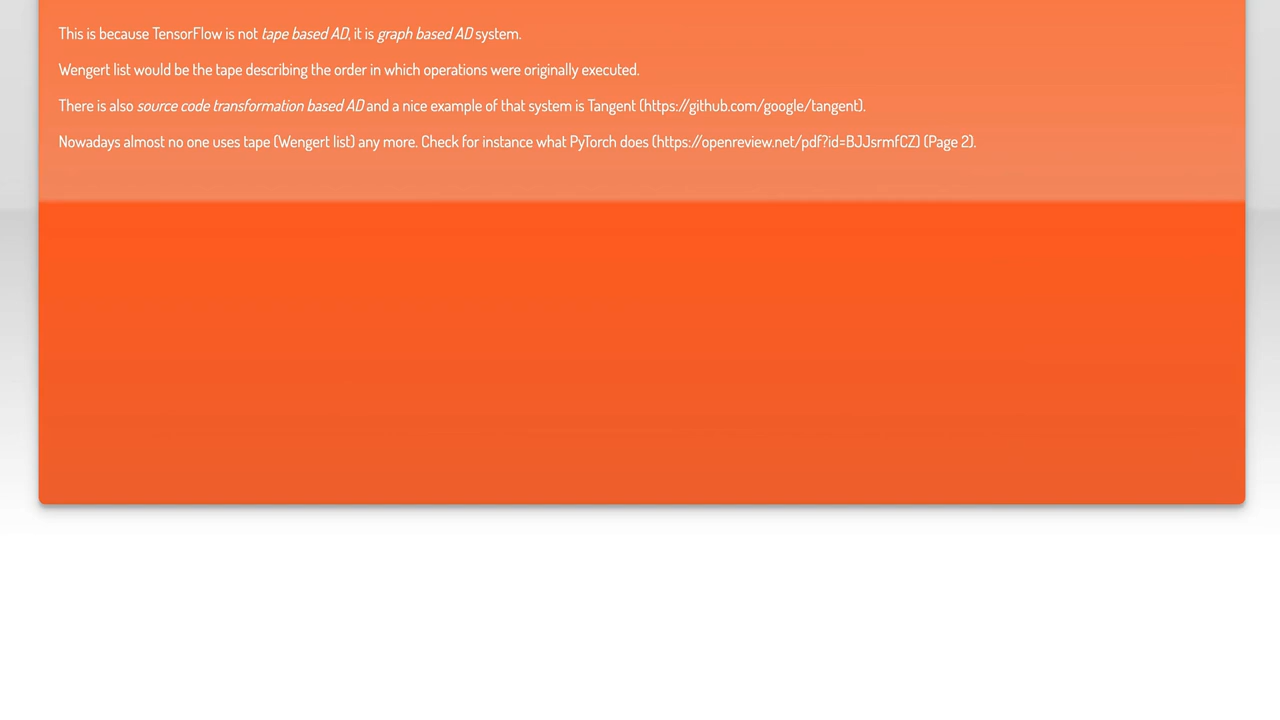 This is because TensorFlow is not tape based AD, it is graph based AD system.
Wengert list would be the tape describing the order in which operations were originally executed.
There is also source code transformation based AD and a nice example of that system is Tangent (https://github.com/google/tangent).
Nowadays almost no one uses tape (Wengert list) any more. Check for instance what PyTorch does (https://openreview.net/pdf?id=BJJsrmfCZ) (Page 2).